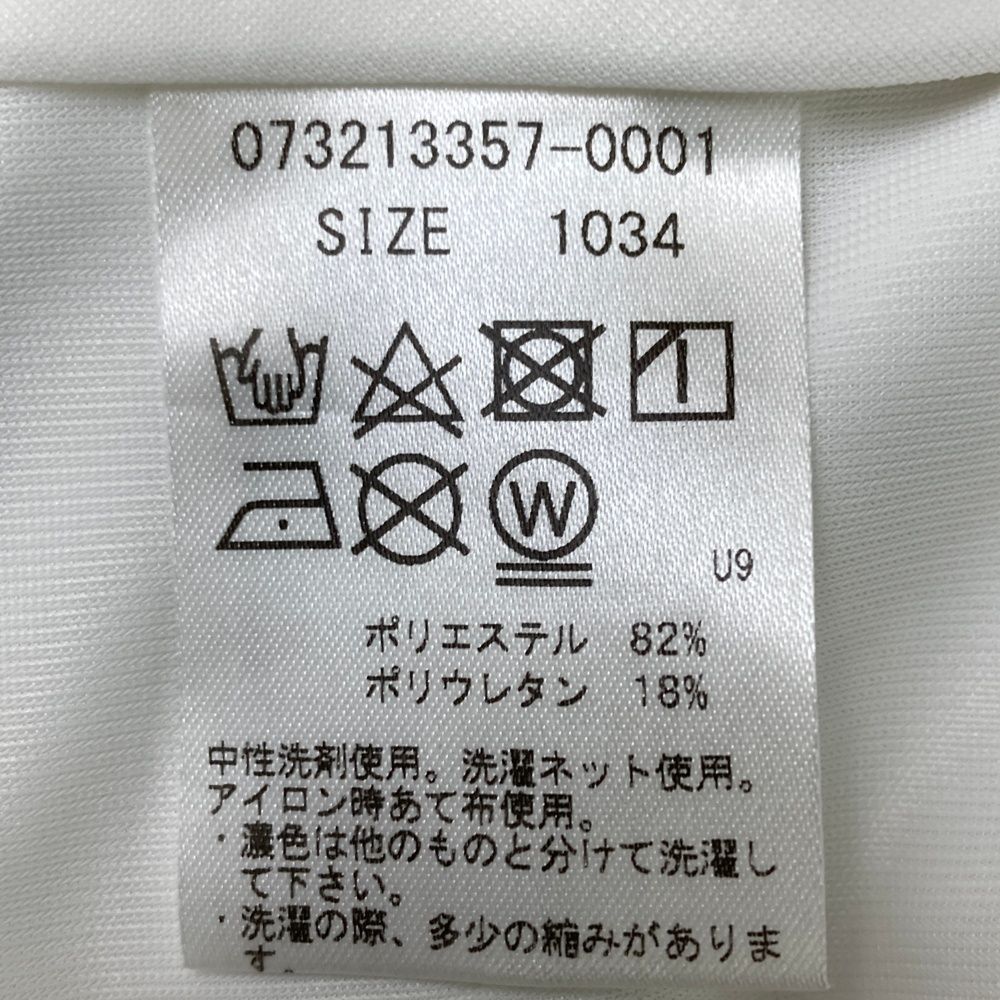 073213357-0001
SIZE 1034
W
U9
ポリエステル 82%
ポリウレタン 18%
中性洗剤使用。洗濯ネット使用。
アイロン時あて布使用。
・濃色は他のものと分けて洗濯し
て下さい。
・洗濯の際、多少の縮みがありま
す。